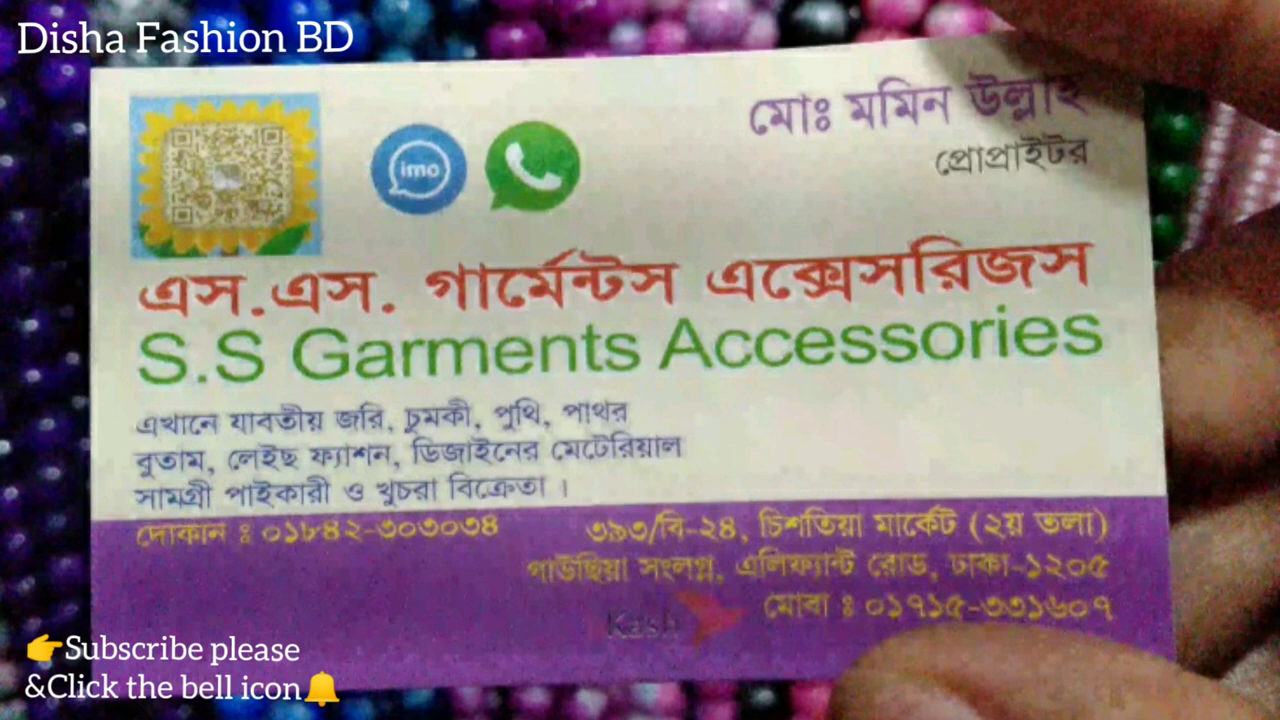 Disha Fashion BD
মোঃ মমিন উল্লাহ
প্রোপ্রাইটর
imo
এস.এস. গার্মেন্টস এক্সেসরিজস
S.S Garments Accessories
এখানে যাবতীয় জরি, চুমকী, পুথি, পাথর
বুতাম, লেইছ ফ্যাশন, ডিজাইনের মেটেরিয়াল
সামগ্রী পাইকারী ও খুচরা বিক্রেতা ।
দোকান ঃ ০১৮৪২-৩০৩০৩৪
৩৯৩/বি-২৪, চিশতিয়া মার্কেট (২য় তলা)
গাউছিয়া সংলগ্ন, এলিফ্যান্ট রোড, ঢাকা-১২০৫
মোবা ঃ ০১৭১৫-৩৩১৬০৭
Kash
👉Subscribe please
&Click the bell icon🔔